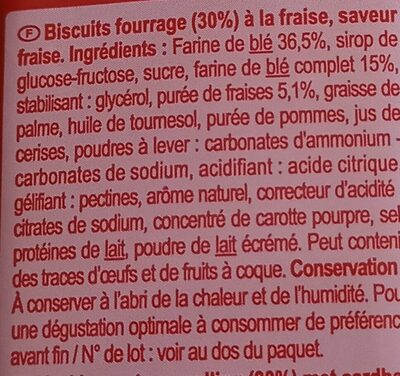 F Biscuits fourrage (30%) à la fraise, saveur
fraise. Ingrédients : Farine de blé 36,5%, sirop de
glucose-fructose, sucre, farine de blé complet 15%,
stabilisant : glycérol, purée de fraises 5,1%, graisse de
palme, huile de tournesol, purée de pommes, jus de
cerises, poudres à lever : carbonates d'ammonium -
carbonates de sodium, acidifiant : acide citrique
gélifiant : pectines, arôme naturel, correcteur d'acidité
citrates de sodium, concentré de carotte pourpre, sel
protéines de lait, poudre de lait écrémé. Peut conteni
des traces d'œufs et de fruits à coque. Conservation
À conserver à l'abri de la chaleur et de l'humidité. Pou
une dégustation optimale à consommer de préférenc
avant fin / N° de lot : voir au dos du paquet.